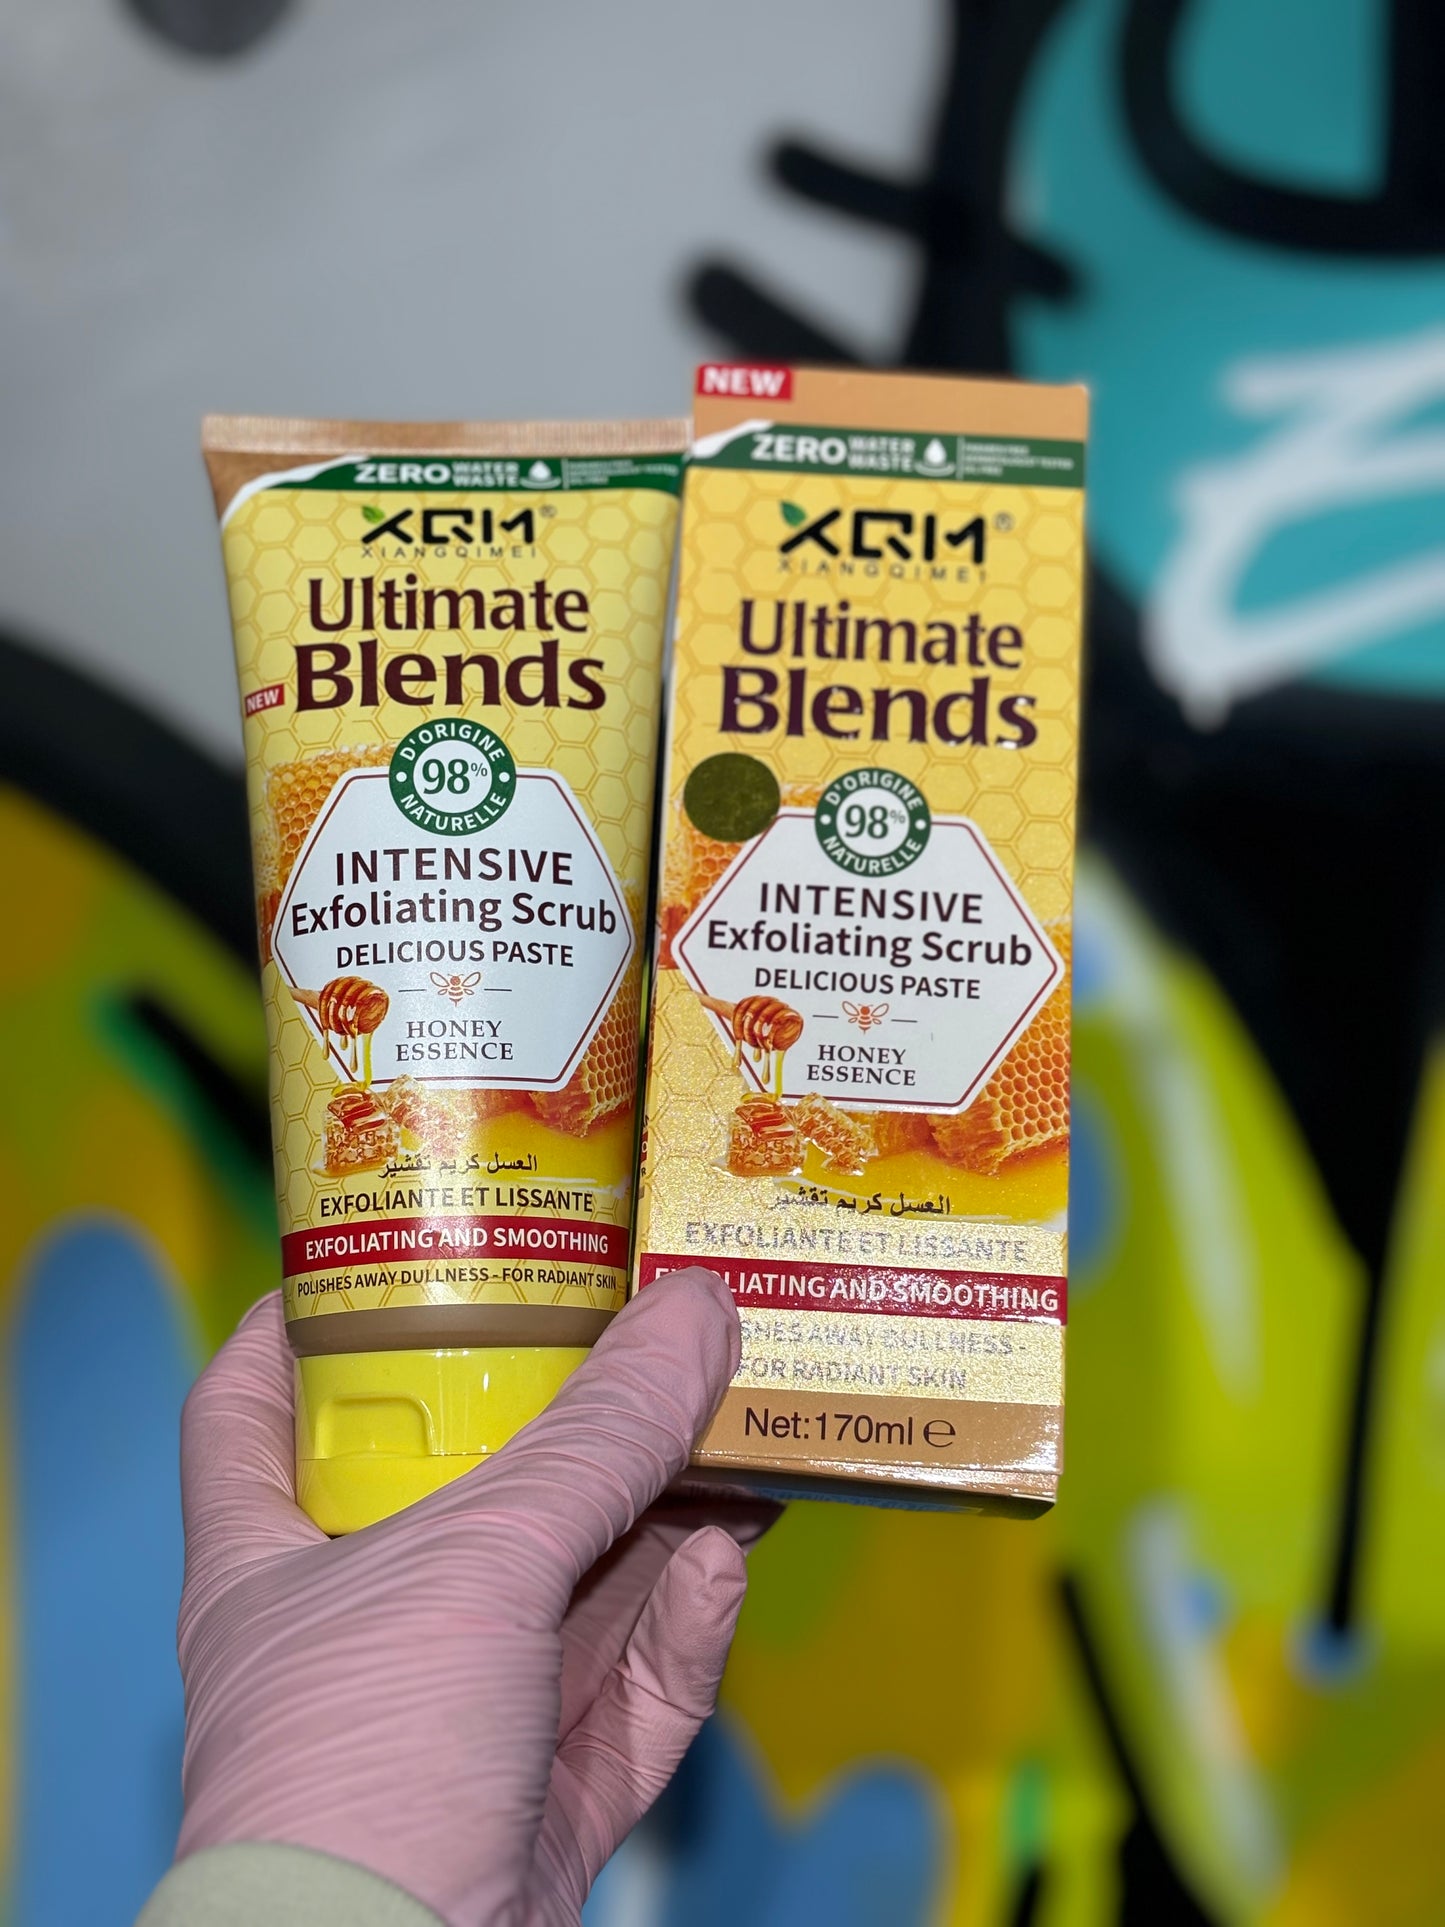 ZERO WATER WASTE
XQM®
XIANGQIMEI
Ultimate
Blends
NEW
D'ORIGINE
98%
NATURELLE
INTENSIVE
Exfoliating Scrub
DELICIOUS PASTE
HONEY
ESSENCE
العسل كريم تقشير
EXFOLIANTE ET LISSANTE
EXFOLIATING AND SMOOTHING
POLISHES AWAY DULLNESS - FOR RADIANT SKIN
NEW
ZERO WATER WASTE
XQM®
XIANGQIMEI
Ultimate
Blends
D'ORIGINE
98%
NATURELLE
INTENSIVE
Exfoliating Scrub
DELICIOUS PASTE
HONEY
ESSENCE
العسل كريم تقشير
EXFOLIANTE ET LISSANTE
AND SMOOTHING
AWAY DULLNESS -
FOR RADIANT SKIN
Net:170ml ℮